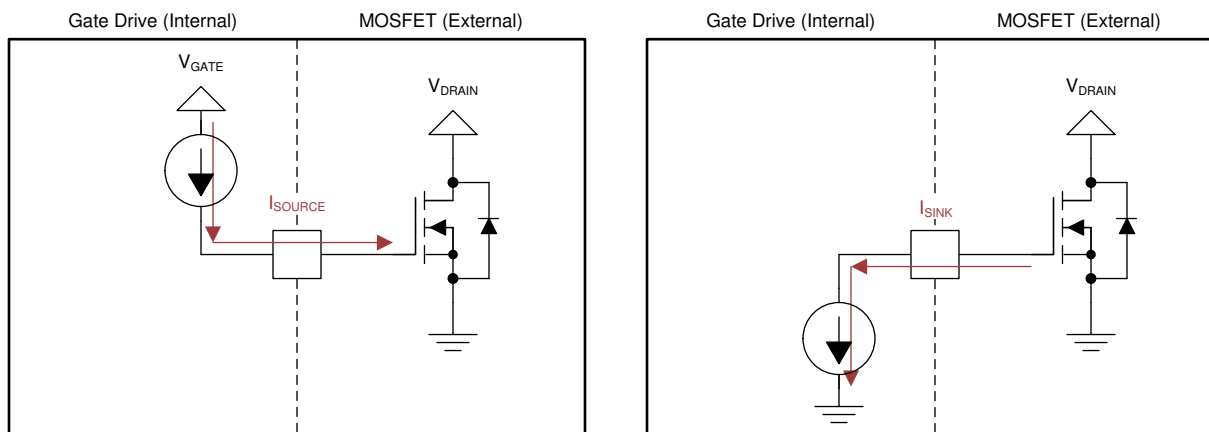 Gate Drive (Internal)
MOSFET (External)
VGATE
VDRAIN
ISOURCE
Gate Drive (Internal)
MOSFET (External)
VDRAIN
ISINK